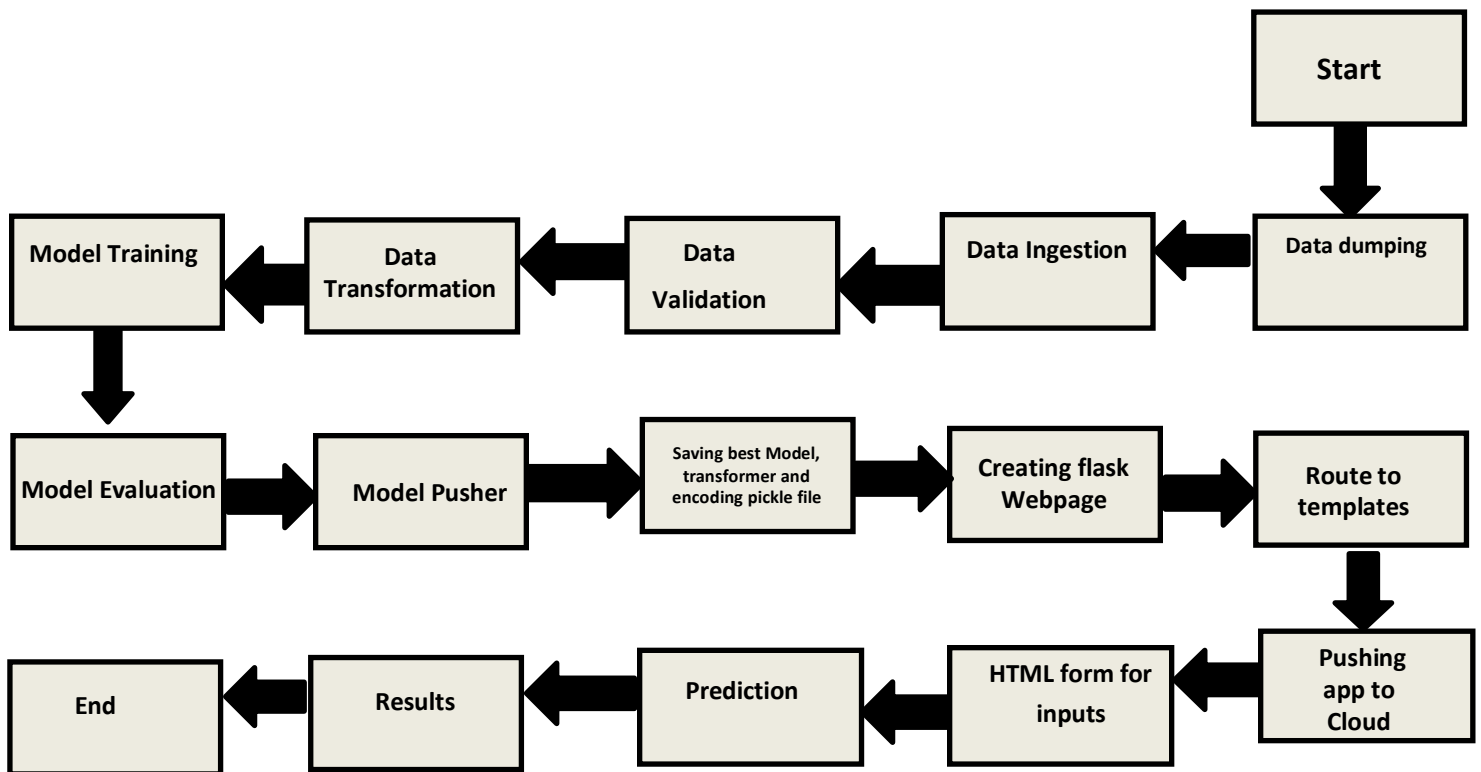 Start
Data dumping
Data Ingestion
Data
Validation
Data
Transformation
Model Training
Model Evaluation
Model Pusher
Saving best Model,
transformer and
encoding pickle file
Creating flask
Webpage
Route to
templates
Pushing
app to
Cloud
HTML form for
inputs
Prediction
Results
End